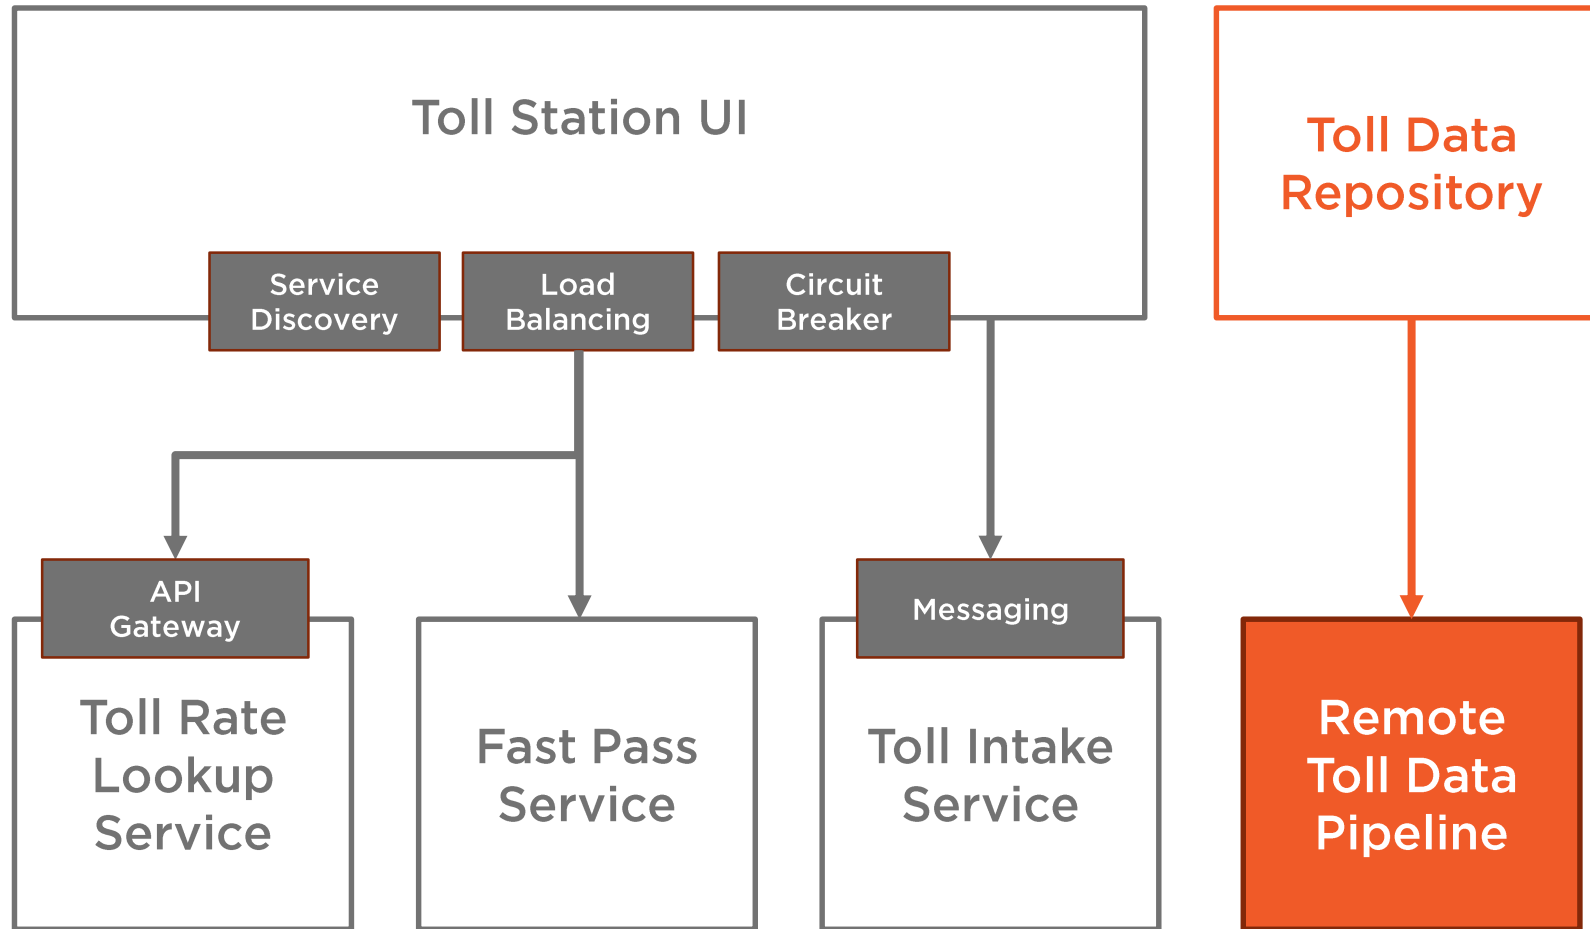 Toll Station UI
Toll Data
Repository
Service
Discovery
Load
Balancing
Circuit
Breaker
API
Gateway
Messaging
Toll Rate
Lookup
Service
Fast Pass
Service
Toll Intake
Service
Remote
Toll Data
Pipeline